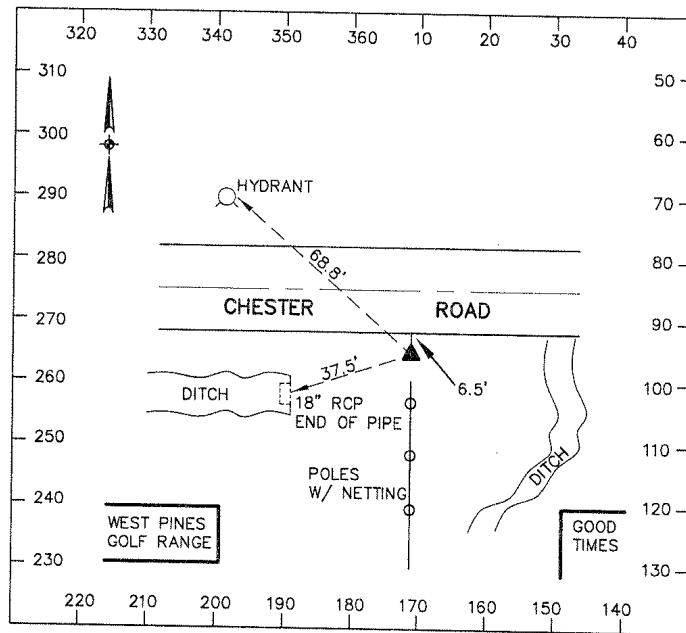 320 330 340 350 360 10 20 30 40
310 50
300 60
290 70
280 80
270 90
260 100
250 110
240 120
230 130
HYDRANT
68.8'
CHESTER ROAD
37.5'
6.5'
DITCH
18" RCP
END OF PIPE
POLES
W/ NETTING
DITCH
WEST PINES
GOLF RANGE
GOOD
TIMES
220 210 200 190 180 170 160 150 140